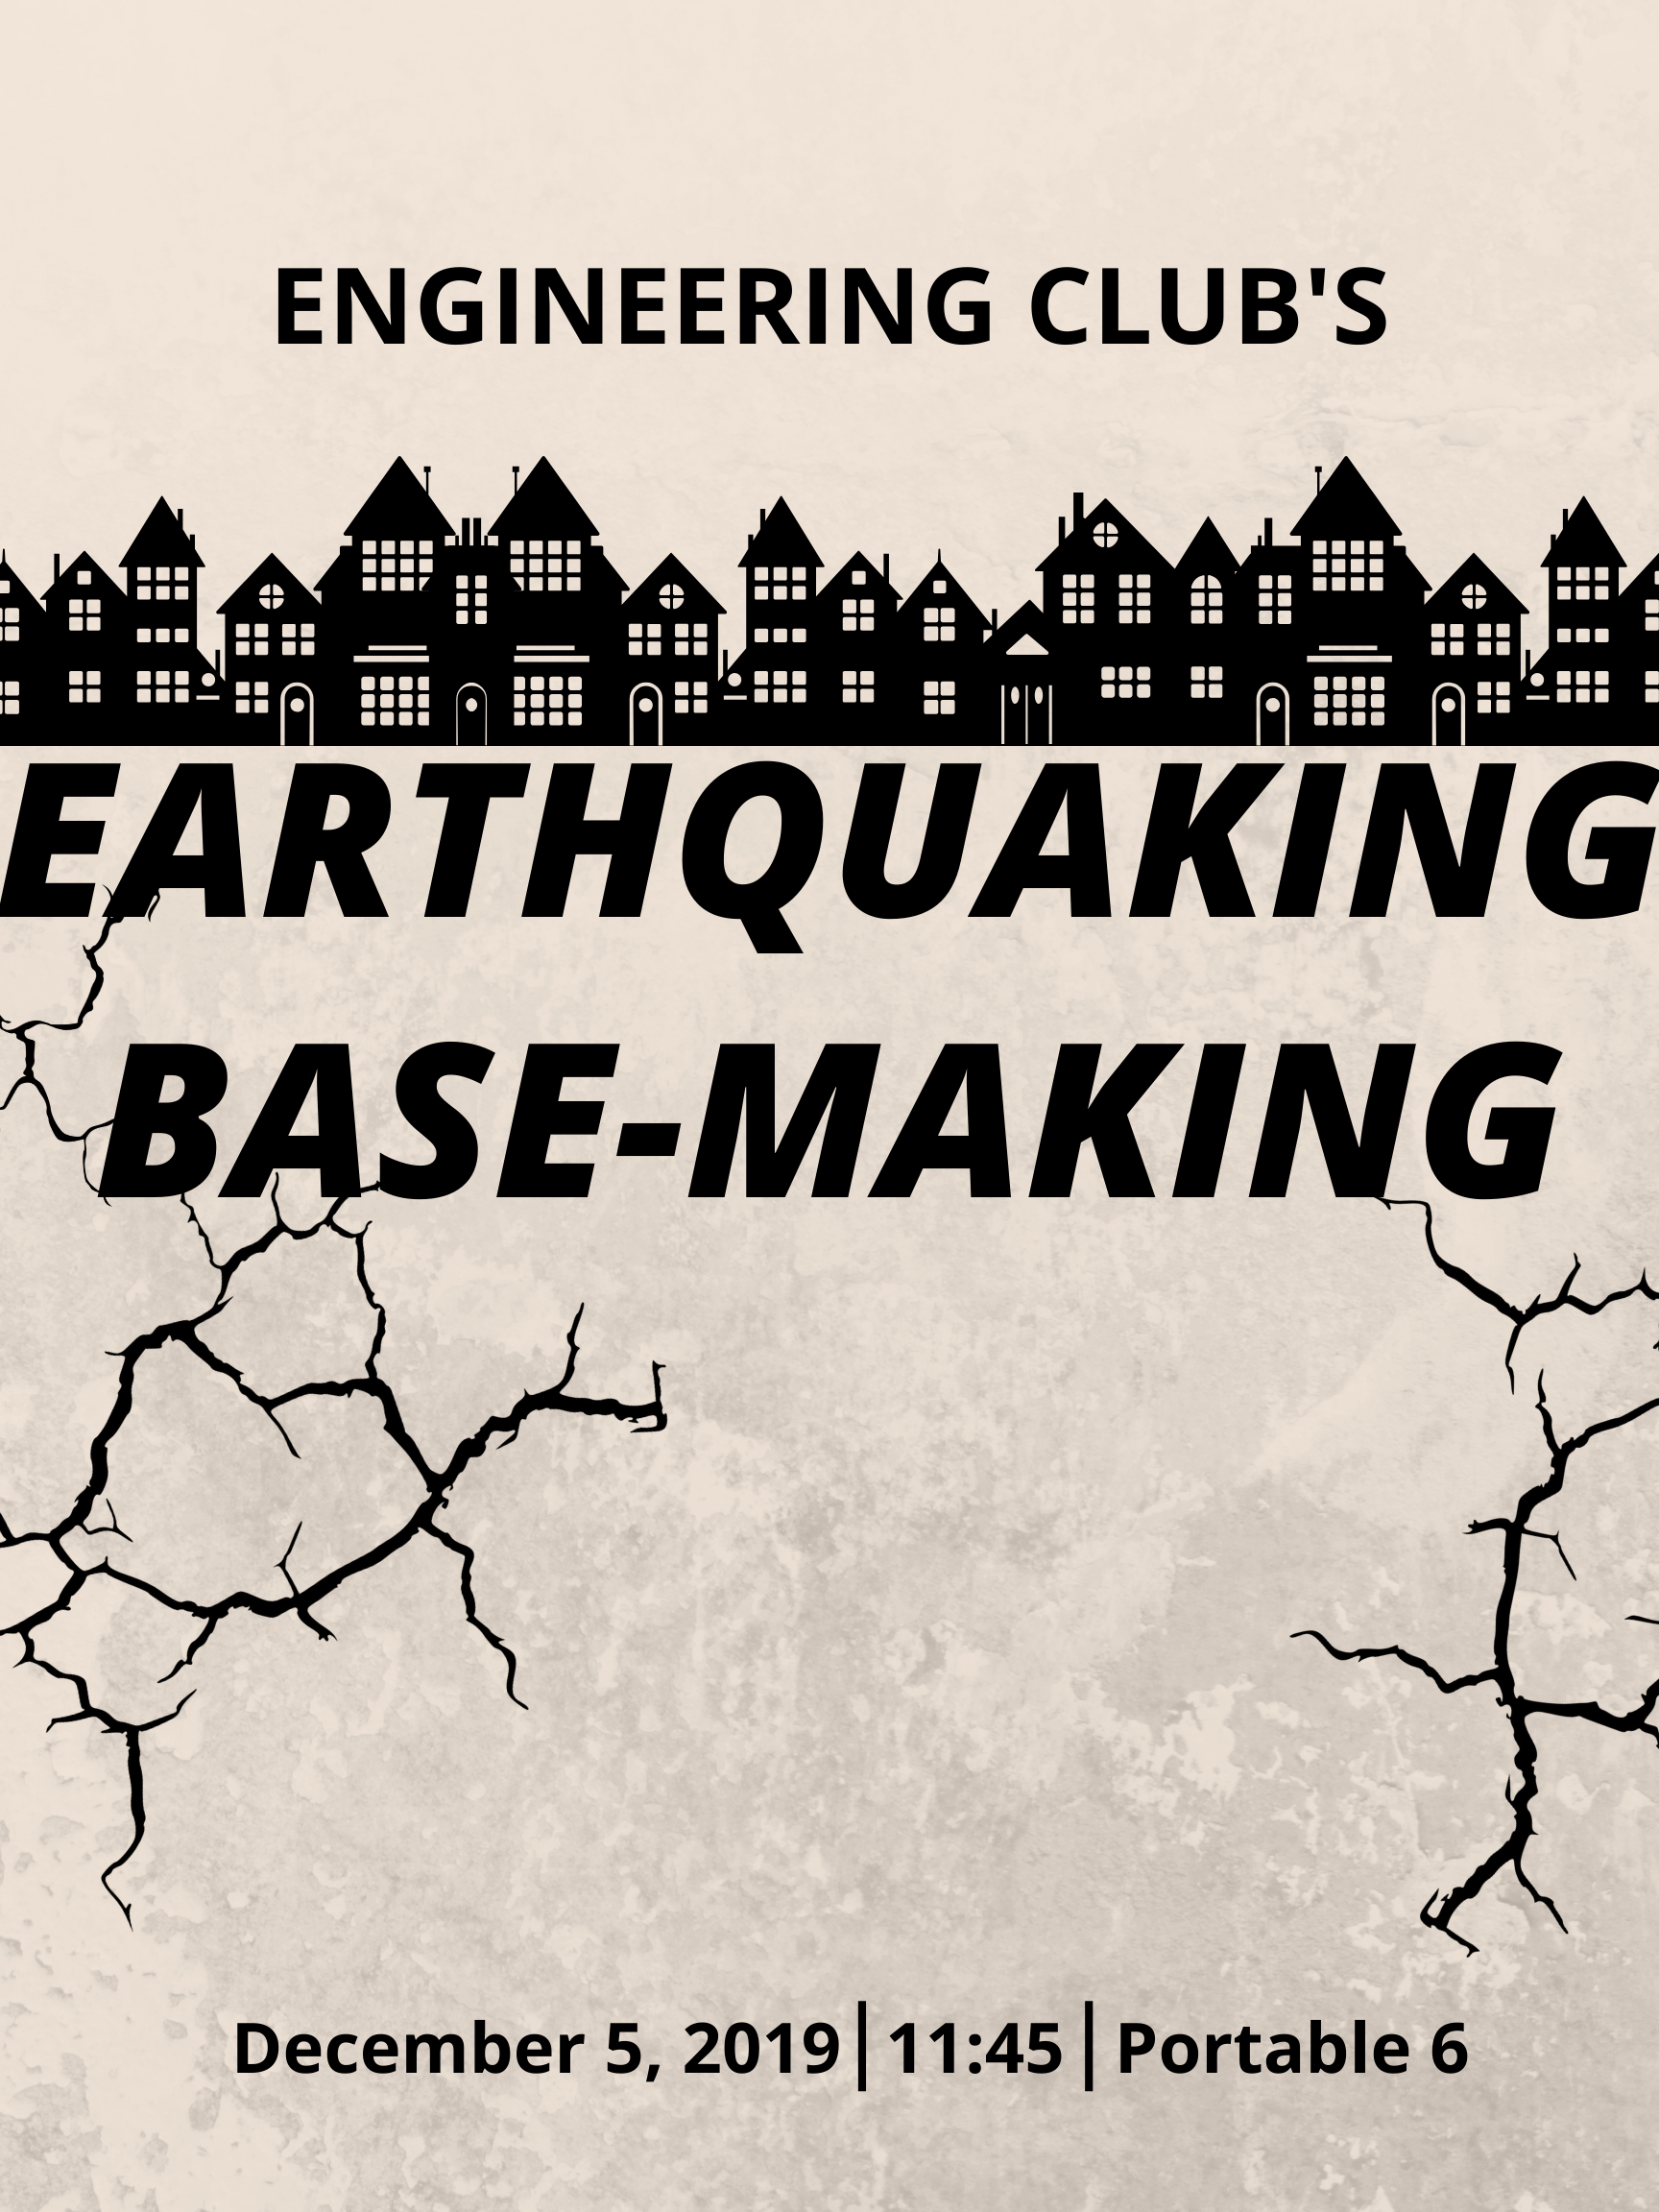 ENGINEERING CLUB'S
EARTHQUAKING
BASE-MAKING
December 5, 2019 | 11:45 | Portable 6